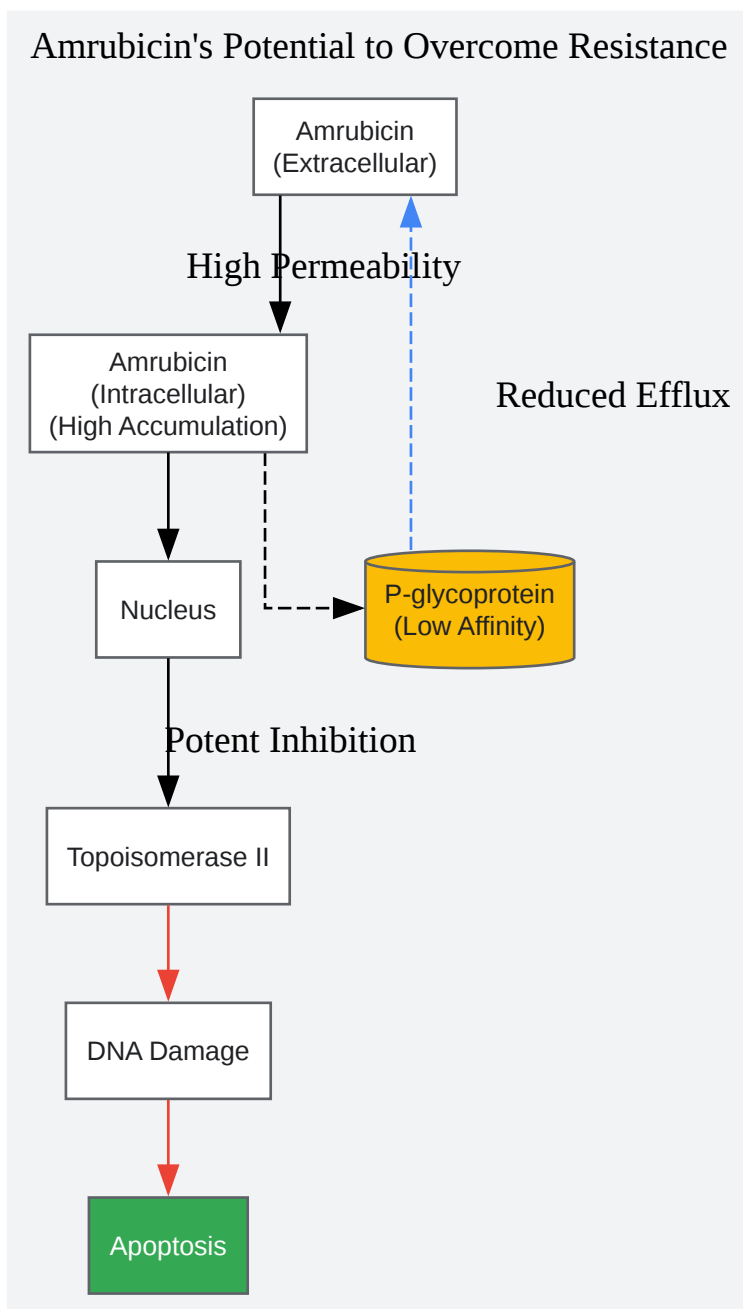 Amrubicin's Potential to Overcome Resistance
Amrubicin
(Extracellular)
High Permeability
Amrubicin
(Intracellular)
(High Accumulation)
Reduced Efflux
Nucleus
P-glycoprotein
(Low Affinity)
Potent Inhibition
Topoisomerase II
DNA Damage
Apoptosis